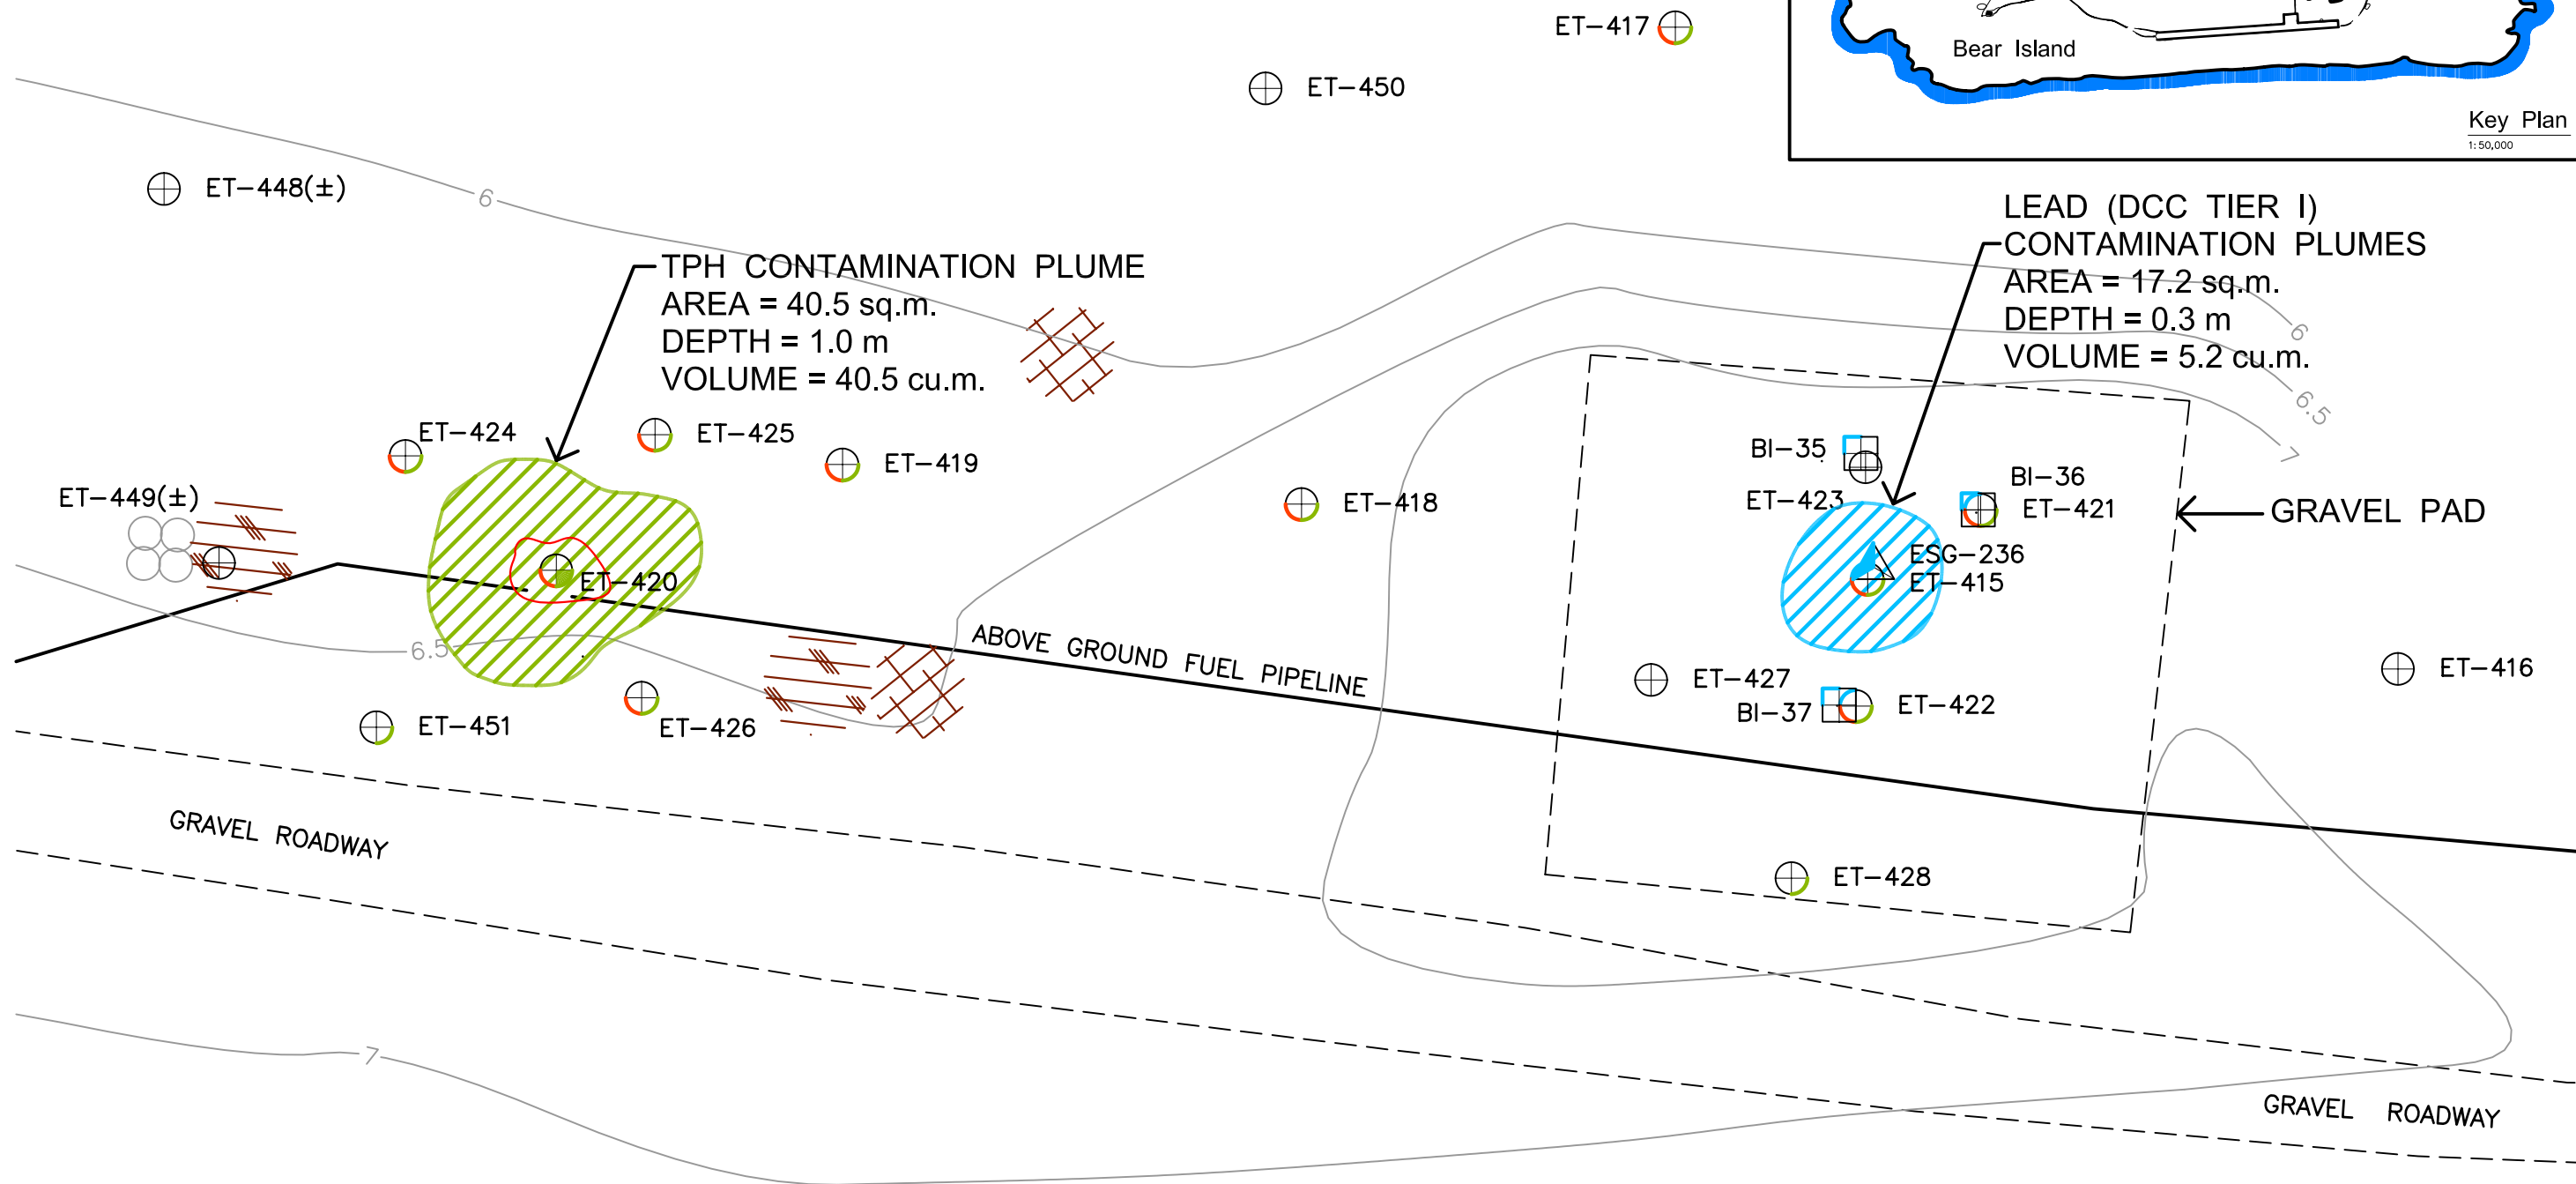 ET-417
Bear Island
ET-450
Key Plan
1:50,000
ET-448(±)
6
LEAD (DCC TIER I)
CONTAMINATION PLUMES
AREA = 17.2 sq.m.
DEPTH = 0.3 m
VOLUME = 5.2 cu.m.
TPH CONTAMINATION PLUME
AREA = 40.5 sq.m.
DEPTH = 1.0 m
VOLUME = 40.5 cu.m.
6
6.5
7
ET-424
ET-425
ET-419
BI-35
BI-36
ET-449(±)
ET-418
ET-423
ET-421
GRAVEL PAD
ESG-236
ET-415
ET-420
6.5
ABOVE GROUND FUEL PIPELINE
ET-427
ET-416
ET-451
ET-426
BI-37
ET-422
GRAVEL ROADWAY
ET-428
7
GRAVEL ROADWAY